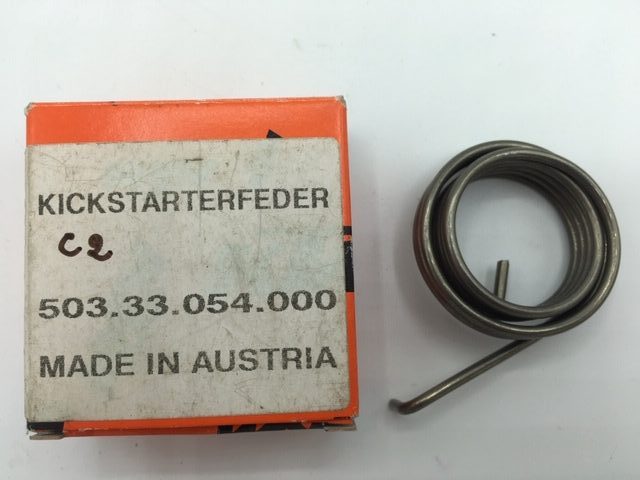 KICKSTARTERFEDER
C2
503.33.054.000
MADE IN AUSTRIA